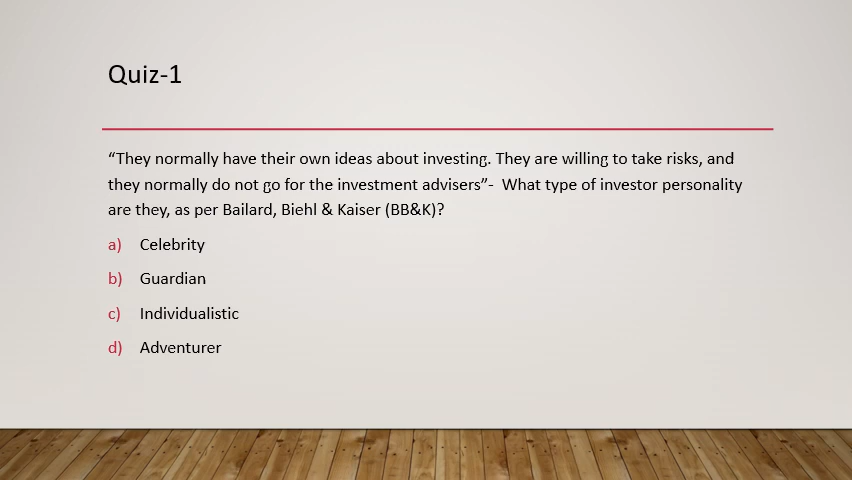 Quiz-1
“They normally have their own ideas about investing. They are willing to take risks, and
they normally do not go for the investment advisers”-  What type of investor personality
are they, as per Bailard, Biehl & Kaiser (BB&K)?
a) Celebrity
b) Guardian
c) Individualistic
d) Adventurer